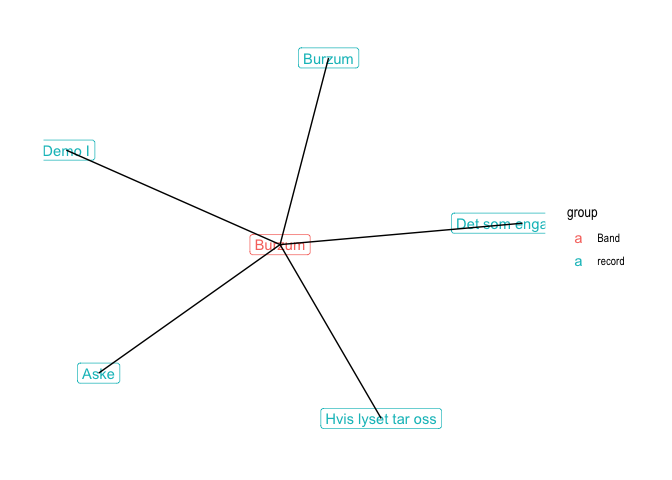 Burzum
Demo I
Det som enga
group
a Band
Burzum
a record
Aske
Hvis lyset tar oss